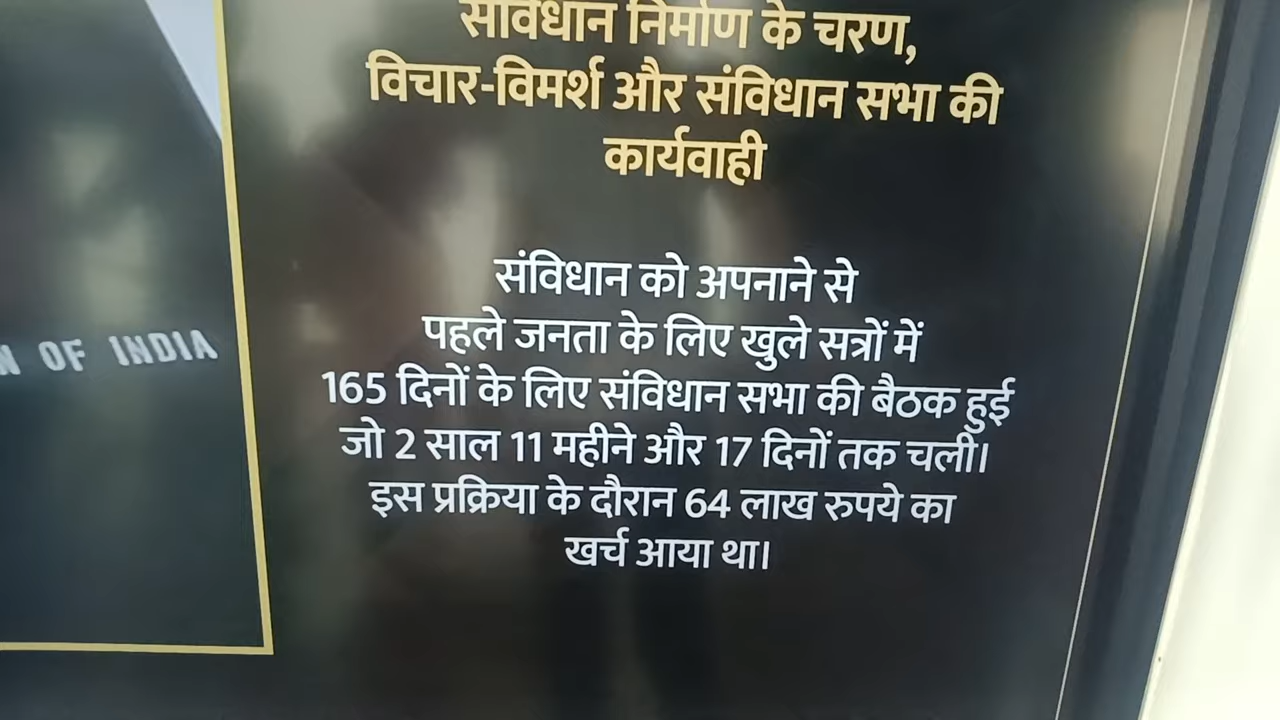 संविधान निर्माण के चरण,
विचार-विमर्श और संविधान सभा की
कार्यवाही
संविधान को अपनाने से
पहले जनता के लिए खुले सत्रों में
165 दिनों के लिए संविधान सभा की बैठक हुई
जो 2 साल 11 महीने और 17 दिनों तक चली।
इस प्रक्रिया के दौरान 64 लाख रुपये का
खर्च आया था।
OF INDIA